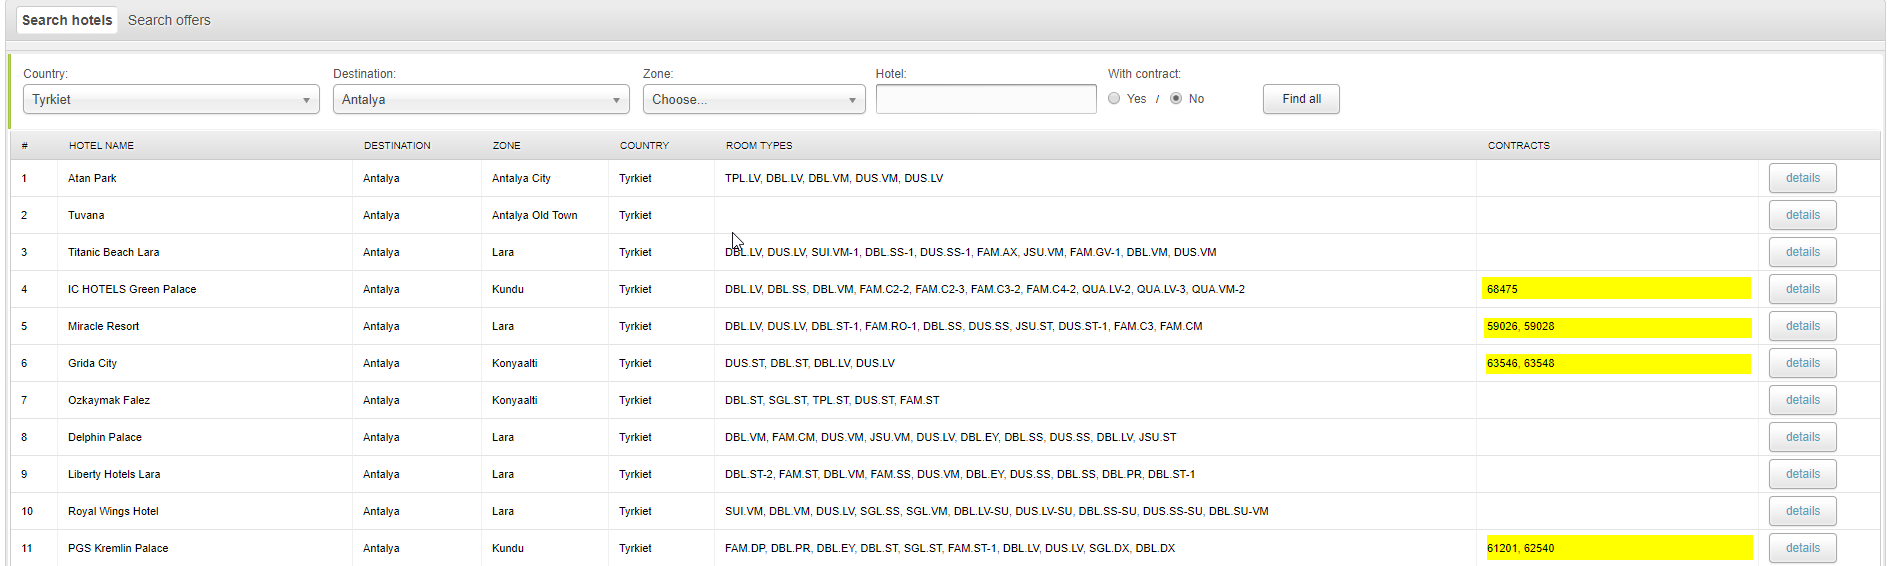 Search hotels Search offers
Country: Destination: Zone: Hotel: With contract:
Tyrkiet Antalya Choose... Yes / No Find all
# HOTEL NAME DESTINATION ZONE COUNTRY ROOM TYPES CONTRACTS
1 Atan Park Antalya Antalya City Tyrkiet TPL.LV, DBL.LV, DBL.VM, DUS.VM, DUS.LV details
2 Tuvana Antalya Antalya Old Town Tyrkiet details
3 Titanic Beach Lara Antalya Lara Tyrkiet DBL.LV, DUS.LV, SUI.VM-1, DBL.SS-1, DUS.SS-1, FAM.AX, JSU.VM, FAM.GV-1, DBL.VM, DUS.VM details
4 IC HOTELS Green Palace Antalya Kundu Tyrkiet DBL.LV, DBL.SS, DBL.VM, FAM.C2-2, FAM.C2-3, FAM.C3-2, FAM.C4-2, QUA.LV-2, QUA.LV-3, QUA.VM-2 68475 details
5 Miracle Resort Antalya Lara Tyrkiet DBL.LV, DUS.LV, DBL.ST-1, FAM.RO-1, DBL.SS, DUS.SS, JSU.ST, DUS.ST-1, FAM.C3, FAM.CM 59026, 59028 details
6 Grida City Antalya Konyaalti Tyrkiet DUS.ST, DBL.ST, DBL.LV, DUS.LV 63546, 63548 details
7 Ozkaymak Falez Antalya Konyaalti Tyrkiet DBL.ST, SGL.ST, TPL.ST, DUS.ST, FAM.ST details
8 Delphin Palace Antalya Lara Tyrkiet DBL.VM, FAM.CM, DUS.VM, JSU.VM, DUS.LV, DBL.EY, DBL.SS, DUS.SS, DBL.LV, JSU.ST details
9 Liberty Hotels Lara Antalya Lara Tyrkiet DBL.ST-2, FAM.ST, DBL.VM, FAM.SS, DUS.VM, DBL.EY, DUS.SS, DBL.SS, DBL.PR, DBL.ST-1 details
10 Royal Wings Hotel Antalya Lara Tyrkiet SUI.VM, DBL.VM, DUS.LV, SGL.SS, SGL.VM, DBL.LV-SU, DUS.LV-SU, DBL.SS-SU, DUS.SS-SU, DBL.SU-VM details
11 PGS Kremlin Palace Antalya Kundu Tyrkiet FAM.DP, DBL.PR, DBL.EY, DBL.ST, SGL.ST, FAM.ST-1, DBL.LV, DUS.LV, SGL.DX, DBL.DX 61201, 62540 details